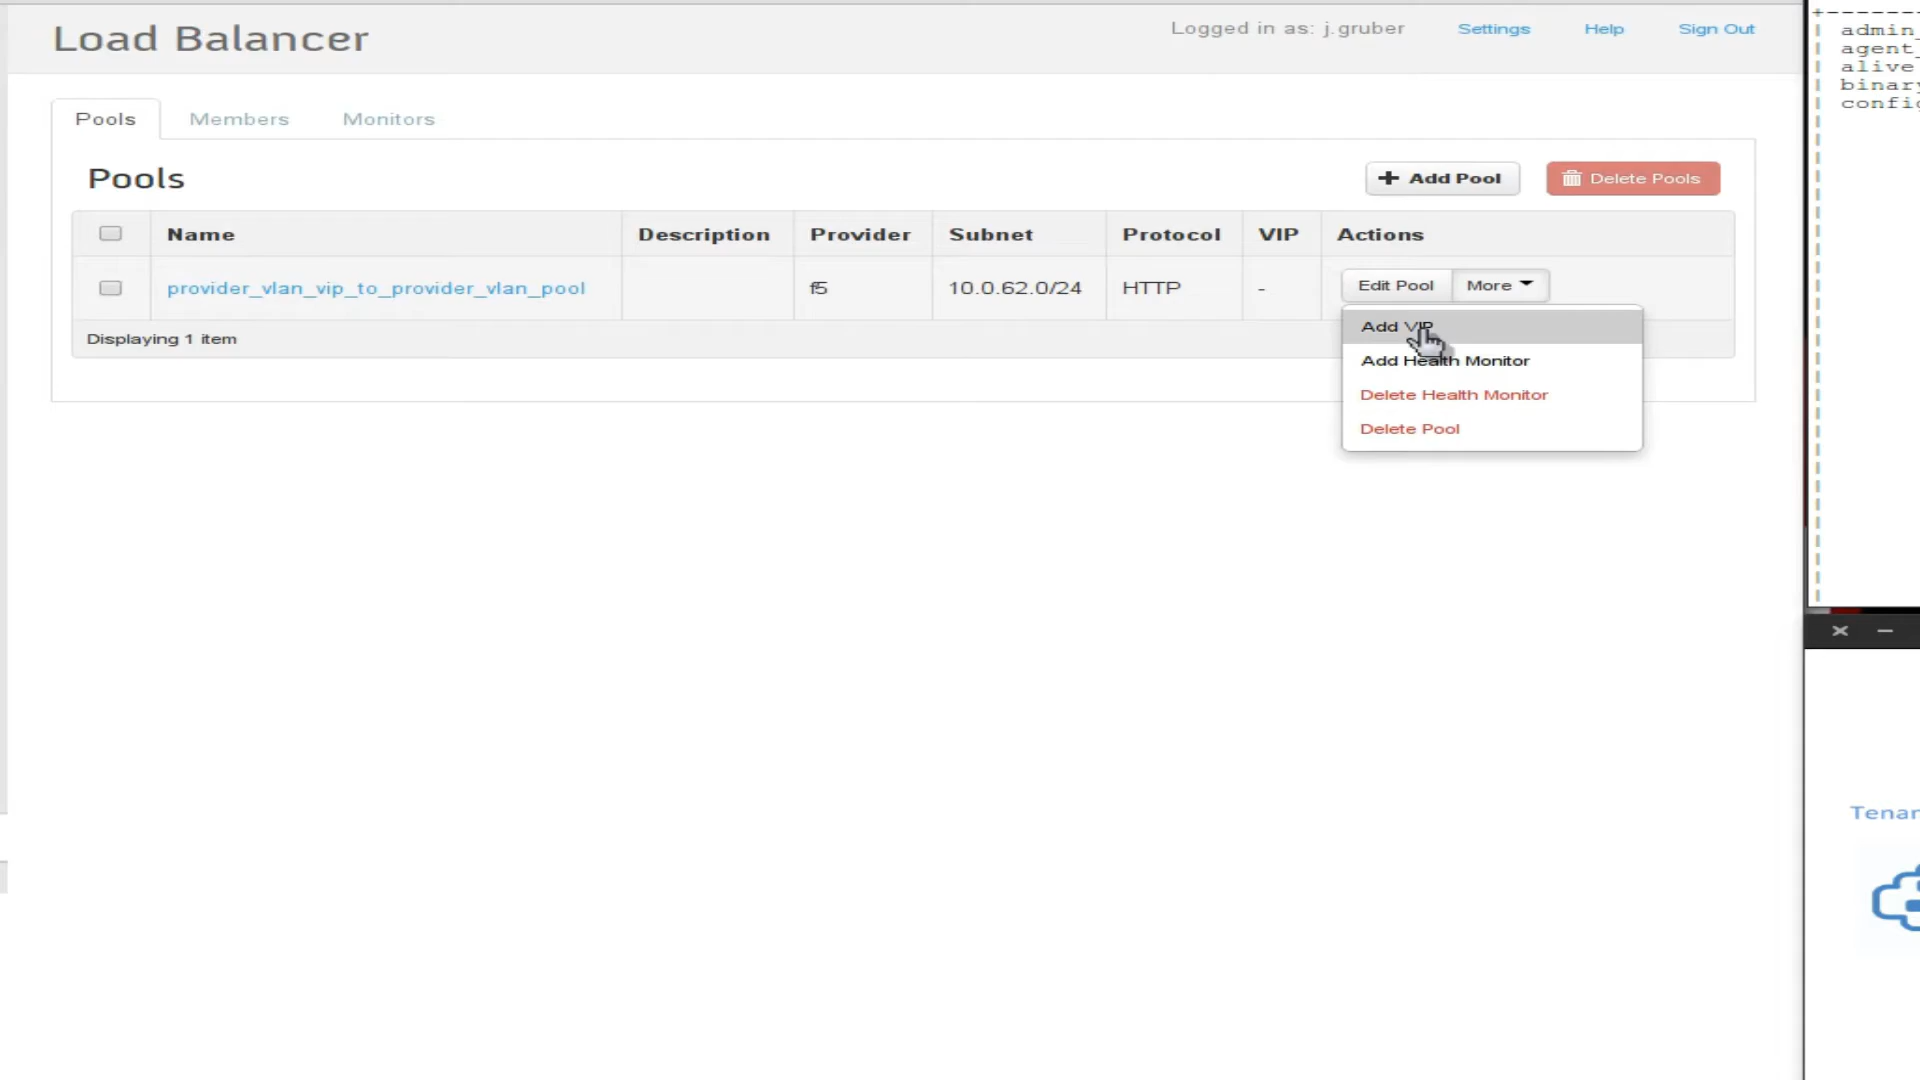 Load Balancer
Logged in as: j.gruber Settings Help Sign Out
Pools Members Monitors
Pools
Add Pool Delete Pools
Name Description Provider Subnet Protocol VIP Actions
provider_vlan_vip_to_provider_vlan_pool f5 10.0.62.0/24 HTTP - Edit Pool More
Displaying 1 item
Add VIP
Add Health Monitor
Delete Health Monitor
Delete Pool
admin_
agent_
alive
binary
config
Tenan